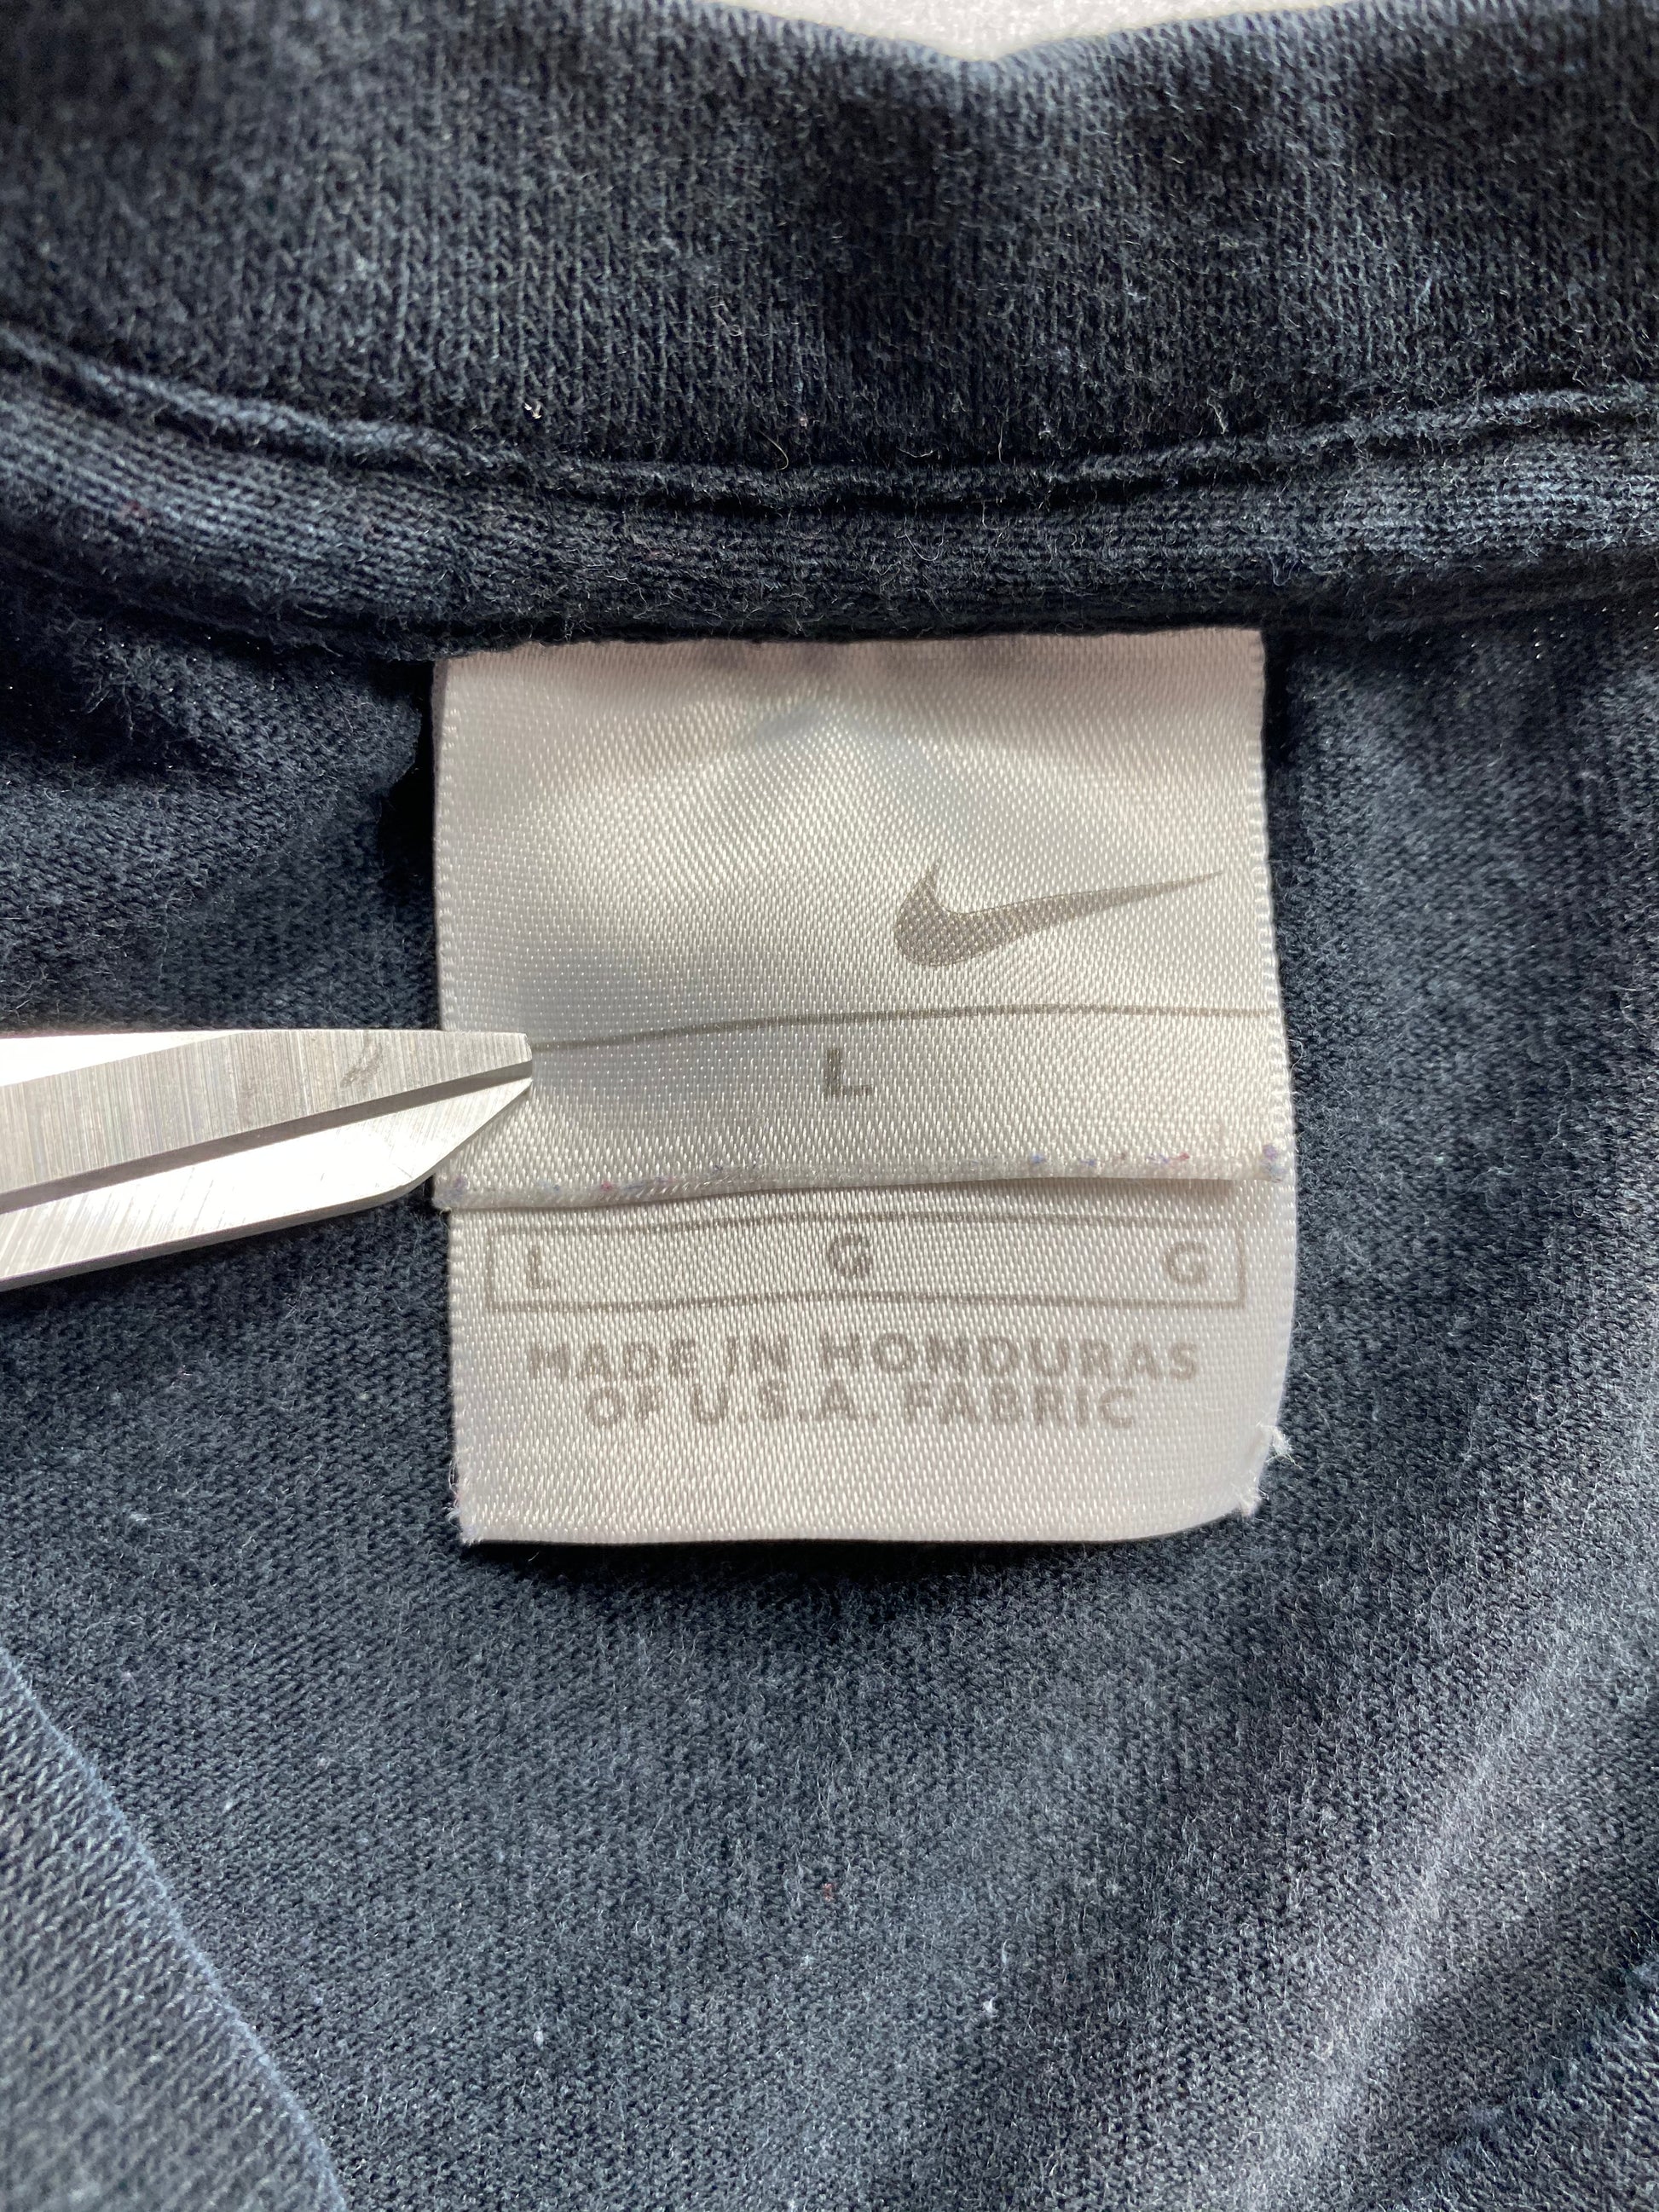 L
L G G
MADE IN HONDURAS
OF U.S.A. FABRIC